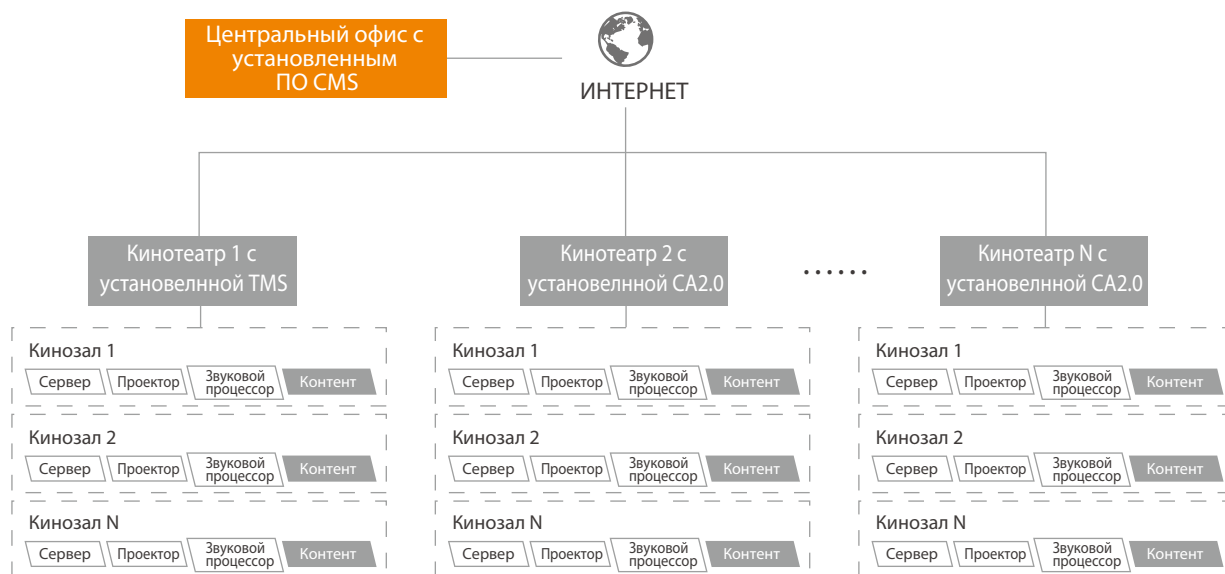 Центральный офис с
установленным
ПО CMS
ИНТЕРНЕТ
Кинотеатр 1 с
установелнной TMS
Кинотеатр 2 с
установелнной CA2.0
......
Кинотеатр N с
установелнной CA2.0
Кинозал 1
Сервер Проектор Звуковой
процессор Контент
Кинозал 2
Сервер Проектор Звуковой
процессор Контент
Кинозал N
Сервер Проектор Звуковой
процессор Контент
Кинозал 1
Сервер Проектор Звуковой
процессор Контент
Кинозал 2
Сервер Проектор Звуковой
процессор Контент
Кинозал N
Сервер Проектор Звуковой
процессор Контент
Кинозал 1
Сервер Проектор Звуковой
процессор Контент
Кинозал 2
Сервер Проектор Звуковой
процессор Контент
Кинозал N
Сервер Проектор Звуковой
процессор Контент